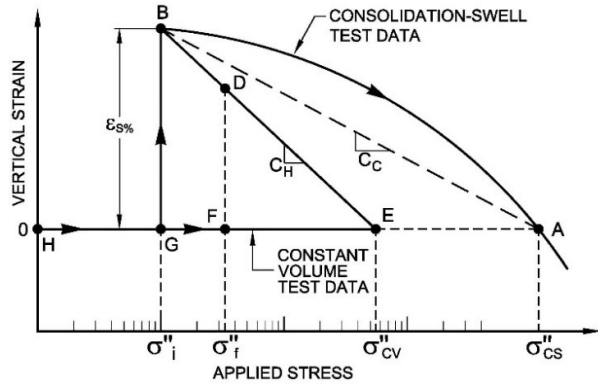 B
CONSOLIDATION-SWELL
TEST DATA
VERTICAL STRAIN
εS%
D
CH
CC
0
H
G
F
E
A
CONSTANT
VOLUME
TEST DATA
σ"i
σ"f
σ"CV
σ"CS
APPLIED STRESS